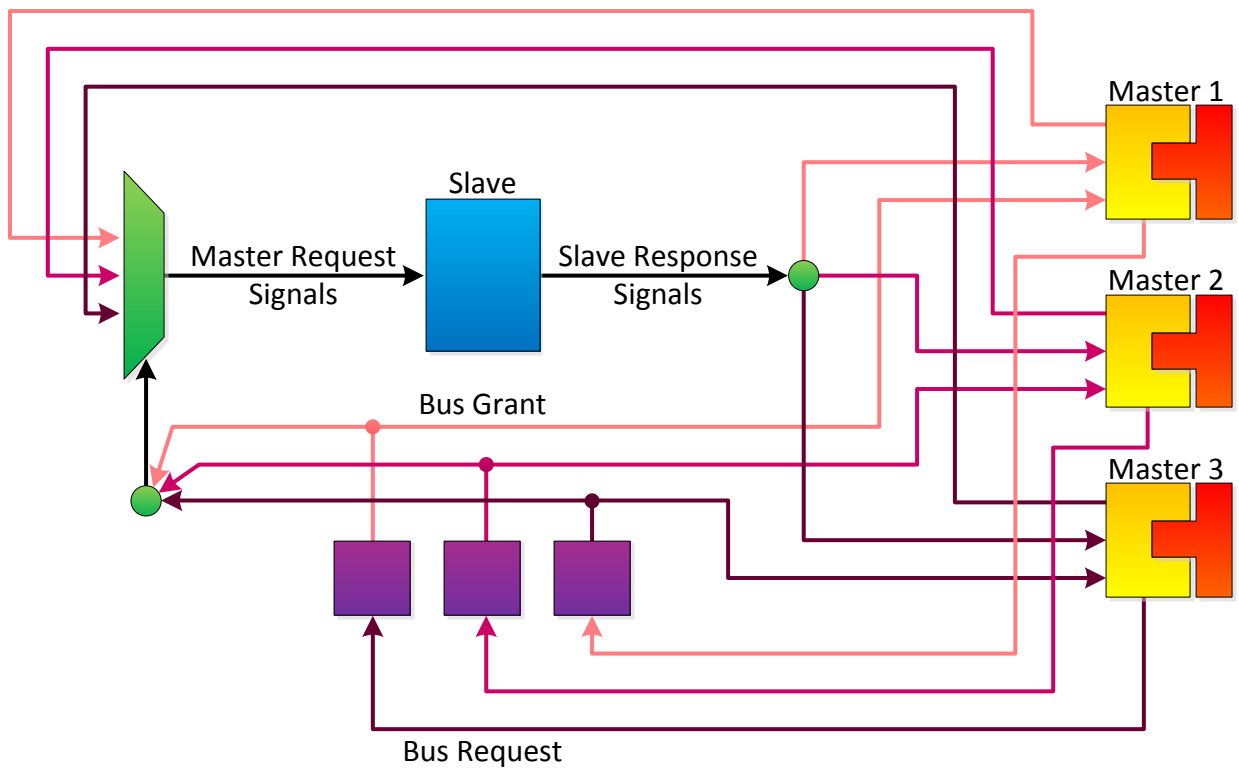 Master 1
Slave
Master Request
Signals
Slave Response
Signals
Master 2
Bus Grant
Master 3
Bus Request